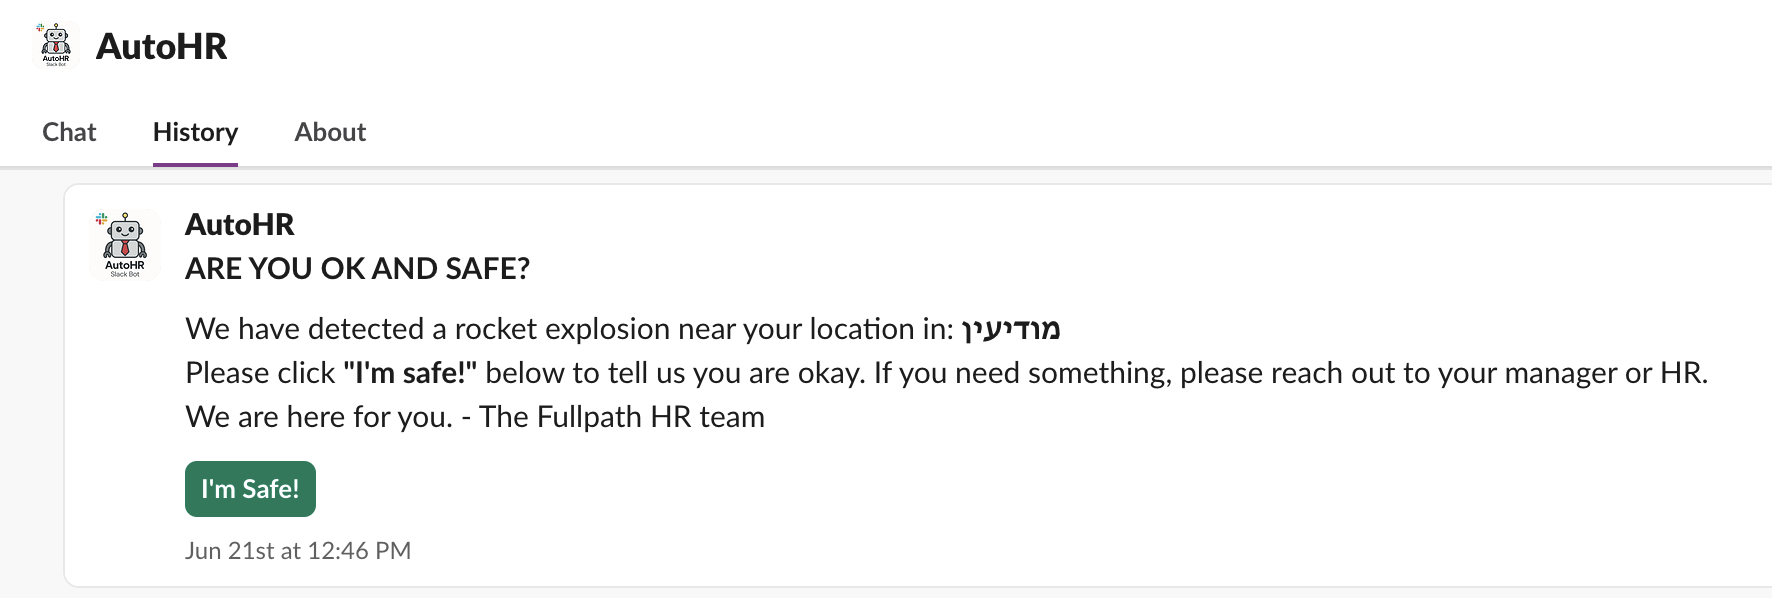 AutoHR
Slack Bot
AutoHR
Chat
History
About
AutoHR
Slack Bot
AutoHR
ARE YOU OK AND SAFE?
We have detected a rocket explosion near your location in: מודיעין
Please click "I'm safe!" below to tell us you are okay. If you need something, please reach out to your manager or HR.
We are here for you. - The Fullpath HR team
I'm Safe!
Jun 21st at 12:46 PM